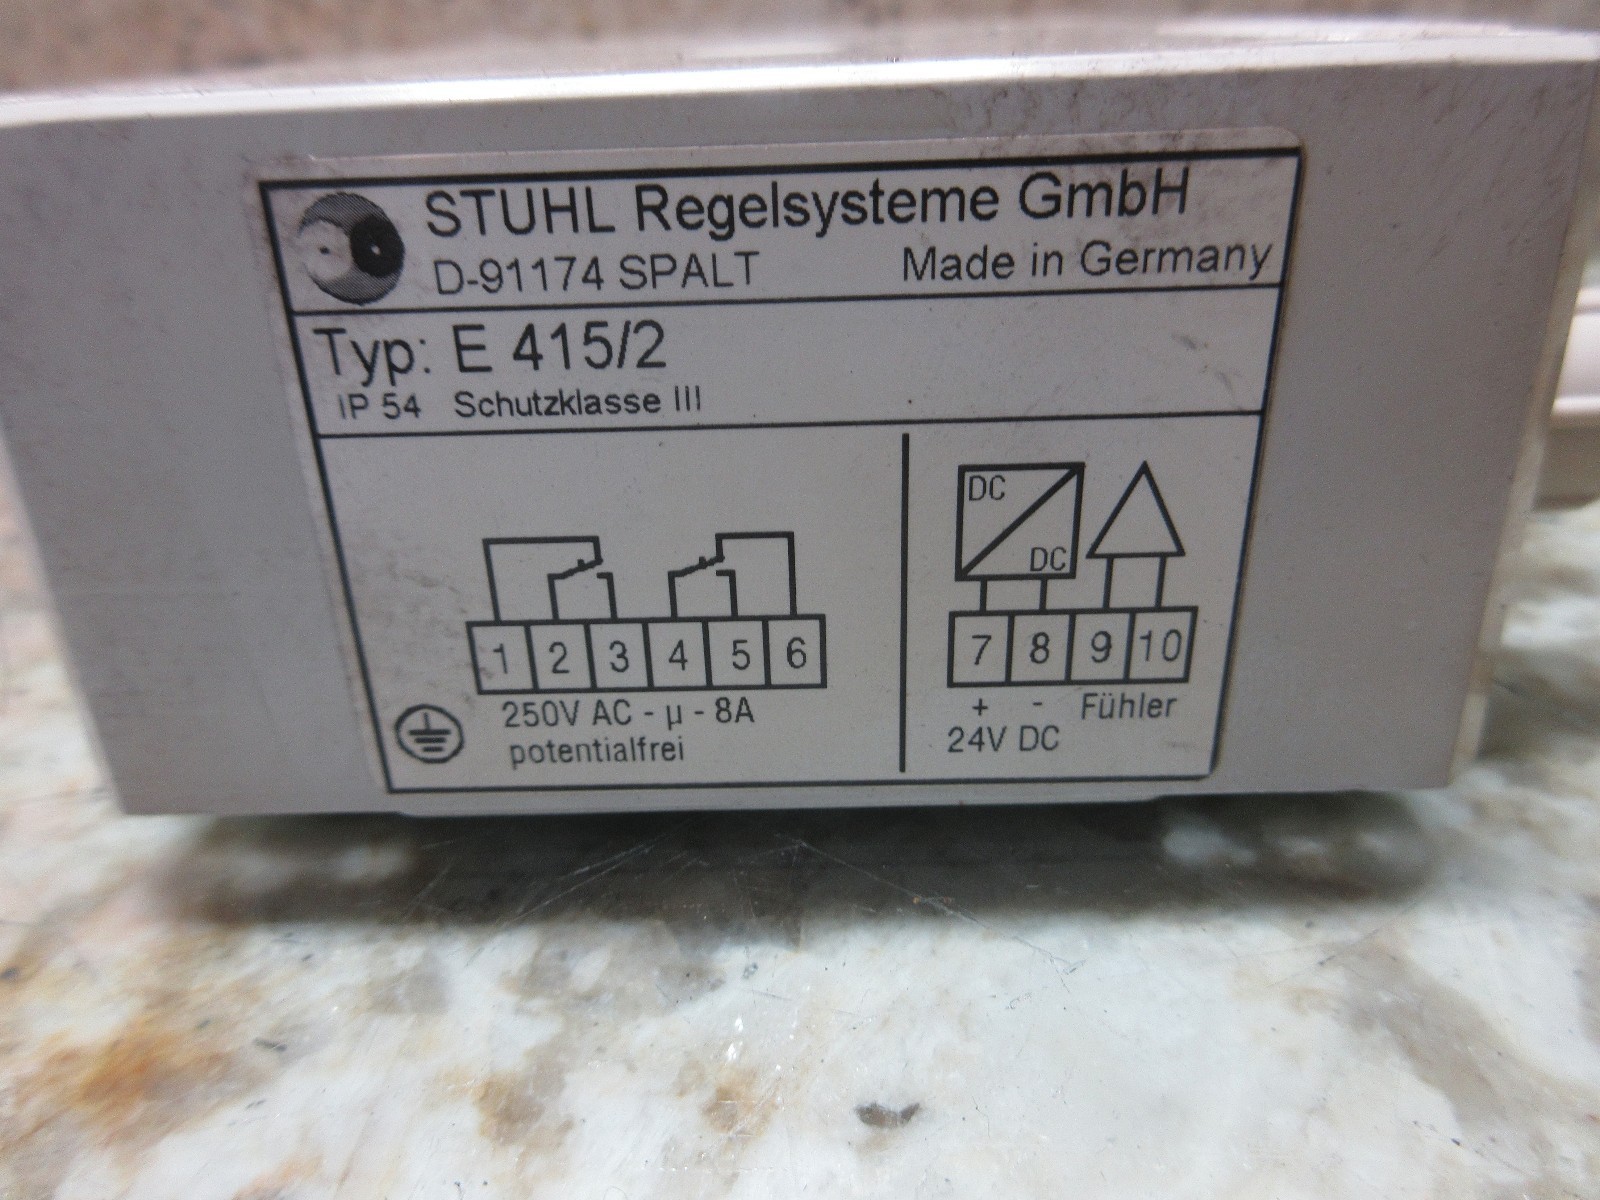 STUHL Regelsysteme GmbH
D-91174 SPALT Made in Germany
Typ: E 415/2
IP 54 Schutzklasse III
DC
DC
1 2 3 4 5 6
7 8 9 10
250V AC - µ - 8A
potentialfrei
+ - Fühler
24V DC